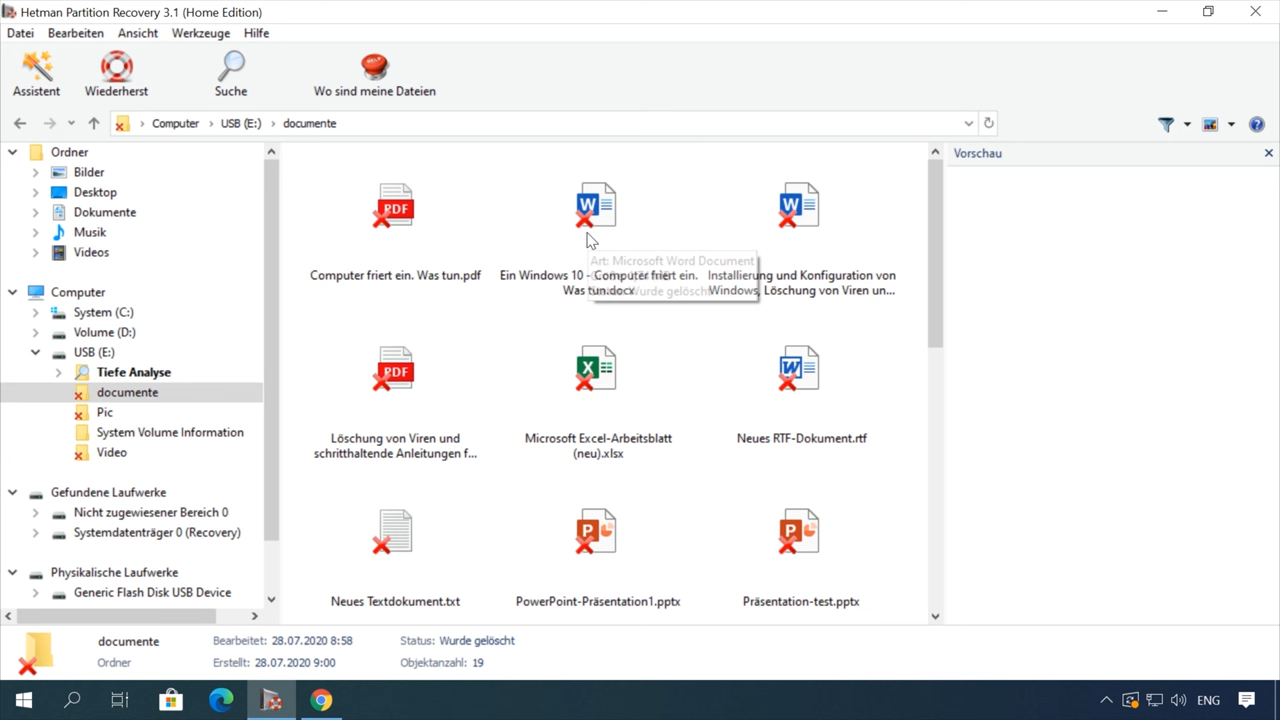 Hetman Partition Recovery 3.1 (Home Edition)
Datei Bearbeiten Ansicht Werkzeuge Hilfe
Assistent Wiederherst Suche Wo sind meine Dateien
Computer USB (E:) documente
Ordner
Bilder
Desktop
Dokumente
Musik
Videos
Computer
System (C:)
Volume (D:)
USB (E:)
Tiefe Analyse
documente
Pic
System Volume Information
Video
Gefundene Laufwerke
Nicht zugewiesener Bereich 0
Systemdatenträger 0 (Recovery)
Physikalische Laufwerke
Generic Flash Disk USB Device
PDF
Computer friert ein. Was tun.pdf
W
Ein Windows 10 - Computer friert ein.
Was tun.docx
Art: Microsoft Word Document
Wurde gelöscht
W
Installierung und Konfiguration von
Windows, Löschung von Viren un...
PDF
Löschung von Viren und
schritthaltende Anleitungen f...
X
Microsoft Excel-Arbeitsblatt
(neu).xlsx
W
Neues RTF-Dokument.rtf
Neues Textdokument.txt
P
PowerPoint-Präsentation1.pptx
P
Präsentation-test.pptx
Vorschau
documente
Ordner
Bearbeitet: 28.07.2020 8:58
Erstellt: 28.07.2020 9:00
Status: Wurde gelöscht
Objektanzahl: 19
ENG